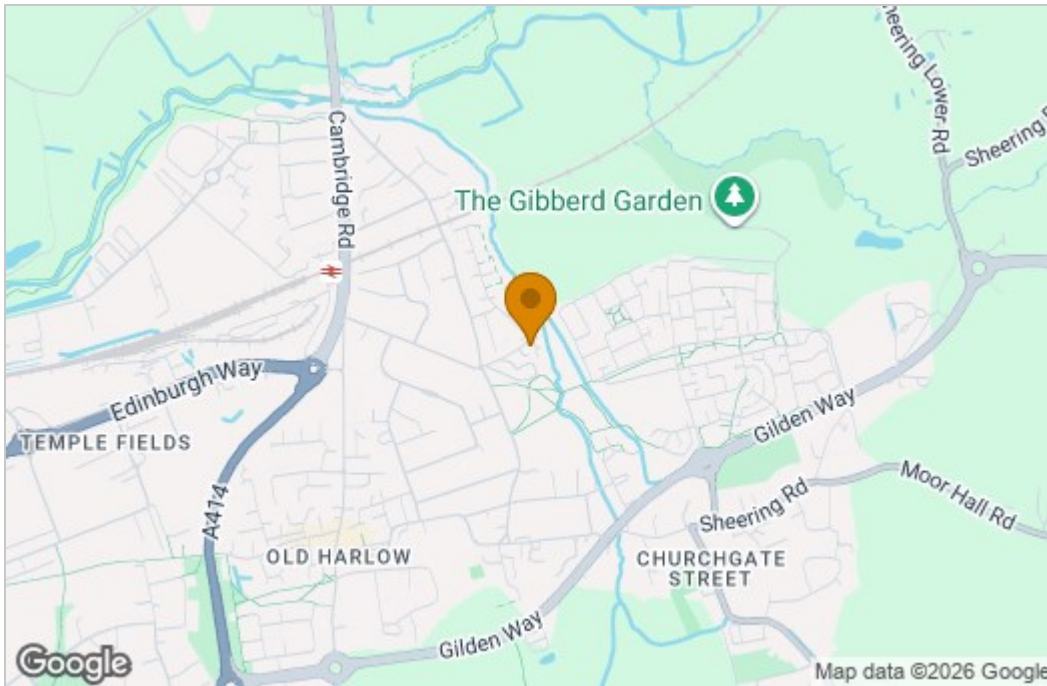 Cambridge Rd
heering Lower Rd
Sheering R
The Gibberd Garden
Edinburgh Way
TEMPLE FIELDS
A414
OLD HARLOW
Gilden Way
Moor Hall Rd
Sheering Rd
CHURCHGATE
STREET
Gilden Way
Google
Map data ©2026 Google